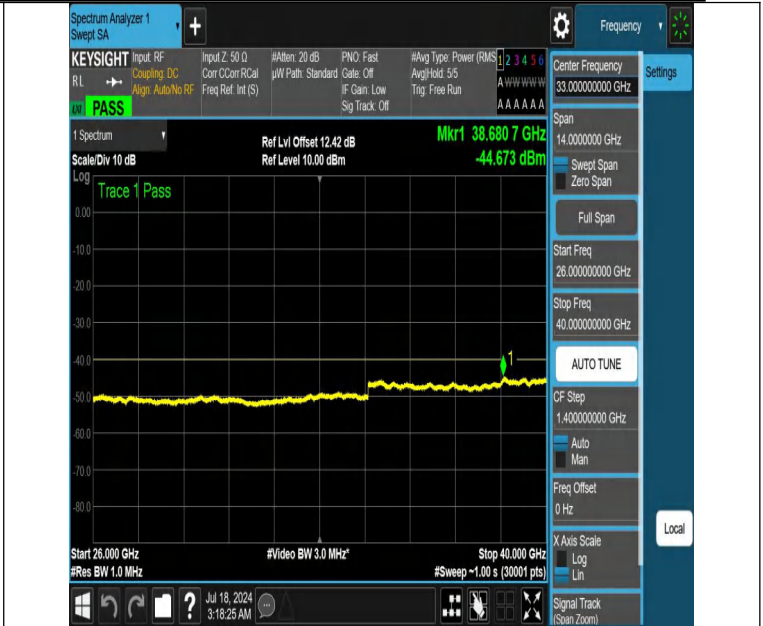 Spectrum Analyzer 1
Swept SA
+
Frequency
KEYSIGHT
RL
LXI
PASS
Input: RF
Coupling: DC
Align: Auto/No RF
Input Z: 50 Ω
Corr CCorr RCal
Freq Ref: Int (S)
#Atten: 20 dB
µW Path: Standard
PNO: Fast
Gate: Off
IF Gain: Low
Sig Track: Off
#Avg Type: Power (RMS
Avg|Hold: 5/5
Trig: Free Run
1 2 3 4 5 6
A W W W W W
A A A A A A
1 Spectrum
Scale/Div 10 dB
Log
Ref Lvl Offset 12.42 dB
Ref Level 10.00 dBm
Mkr1 38.680 7 GHz
-44.673 dBm
Trace 1 Pass
0.00
-10.0
-20.0
-30.0
-40.0
-50.0
-60.0
-70.0
-80.0
1
Start 26.000 GHz
#Res BW 1.0 MHz
#Video BW 3.0 MHz*
Stop 40.000 GHz
#Sweep ~1.00 s (30001 pts)
Center Frequency
33.000000000 GHz
Settings
Span
14.0000000 GHz
Swept Span
Zero Span
Full Span
Start Freq
26.000000000 GHz
Stop Freq
40.000000000 GHz
AUTO TUNE
CF Step
1.400000000 GHz
Auto
Man
Freq Offset
0 Hz
X Axis Scale
Log
Lin
Local
Signal Track
(Span Zoom)
?
Jul 18, 2024
3:18:25 AM